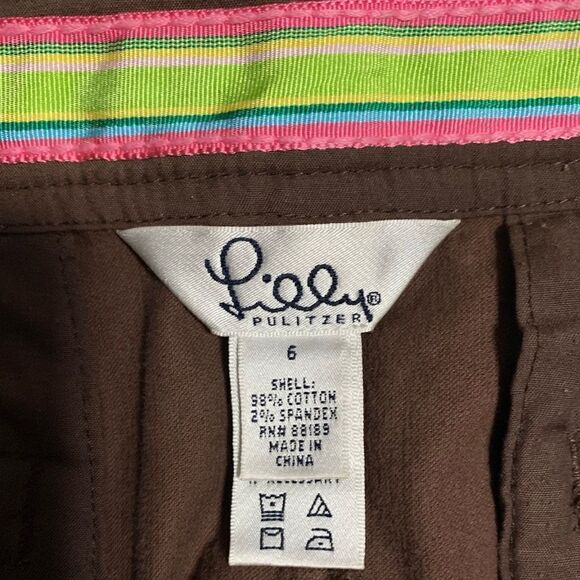 Lilly®
PULITZER
6
SHELL:
98% COTTON
2% SPANDEX
RN# 88189
MADE IN
CHINA